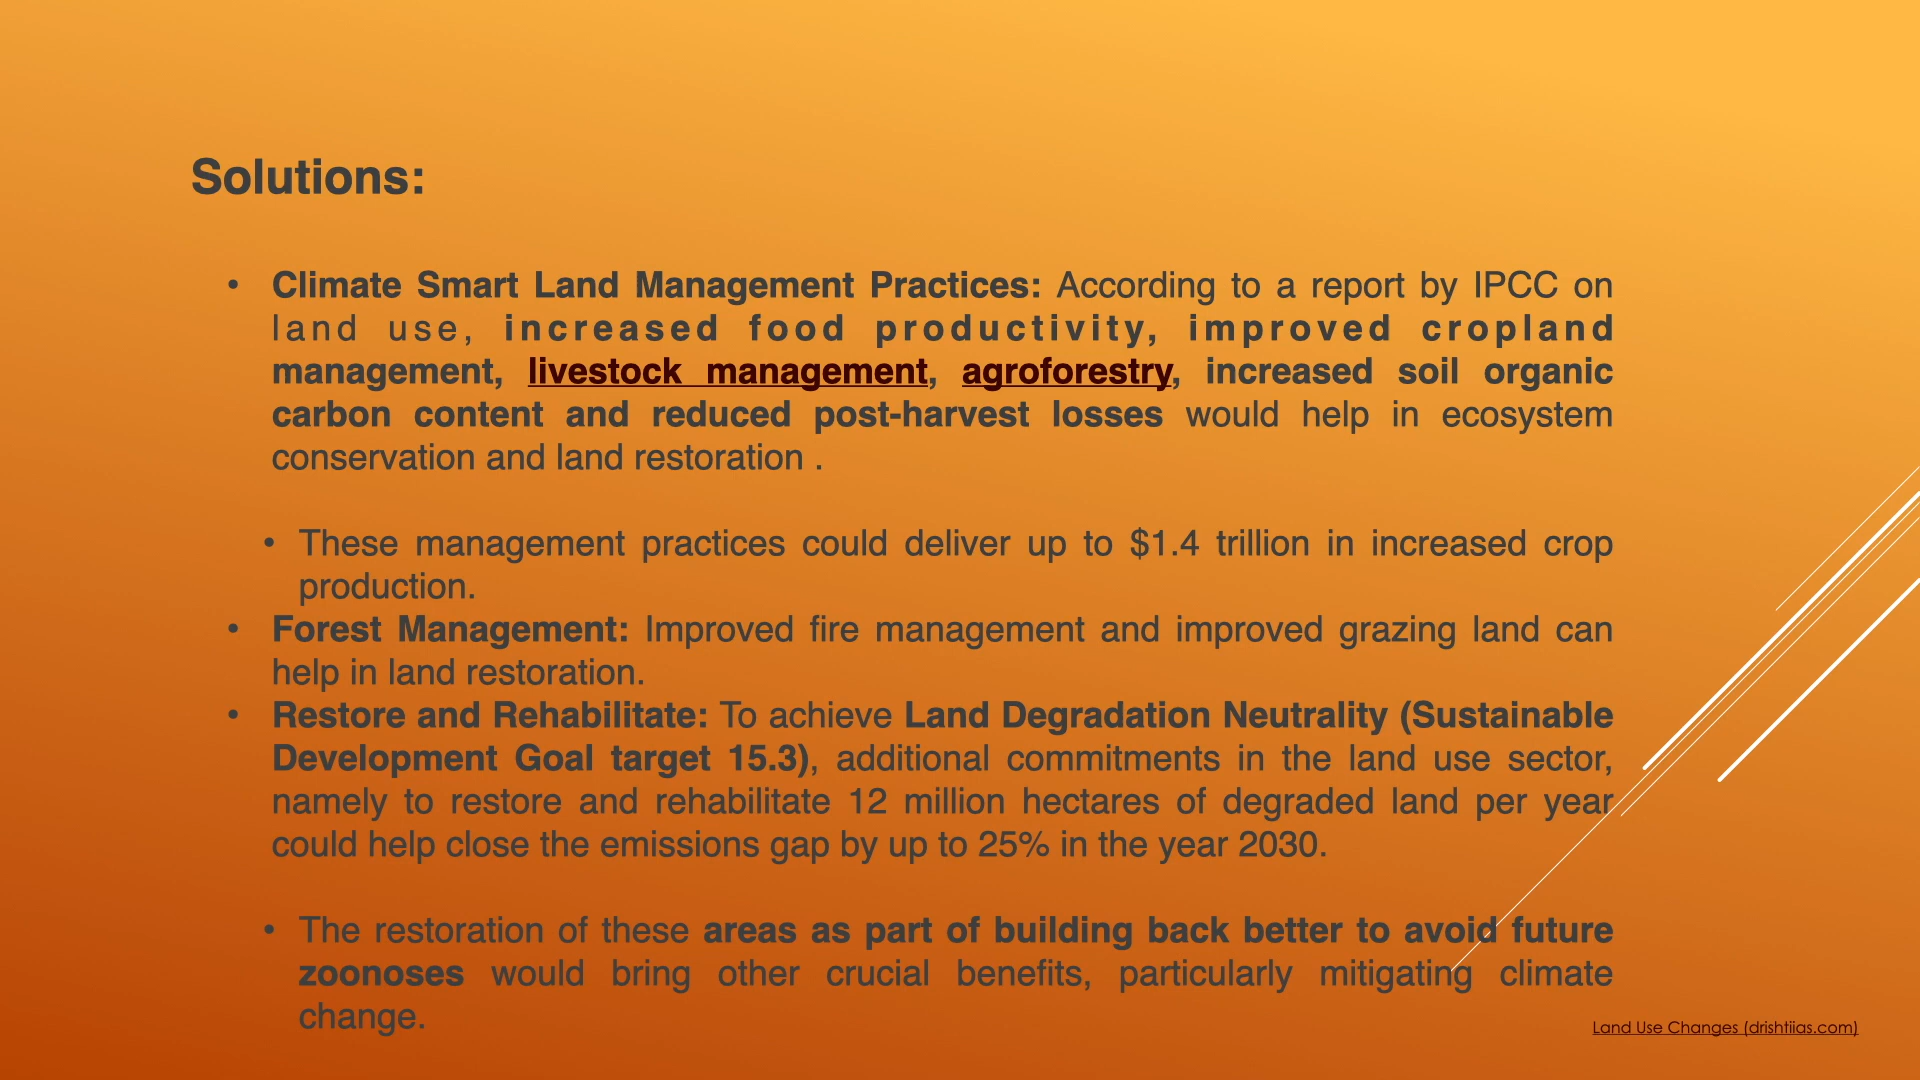 Solutions:
• Climate Smart Land Management Practices: According to a report by IPCC on
land use, increased food productivity, improved cropland
management, livestock management, agroforestry, increased soil organic
carbon content and reduced post-harvest losses would help in ecosystem
conservation and land restoration .
• These management practices could deliver up to $1.4 trillion in increased crop
production.
• Forest Management: Improved fire management and improved grazing land can
help in land restoration.
• Restore and Rehabilitate: To achieve Land Degradation Neutrality (Sustainable
Development Goal target 15.3), additional commitments in the land use sector,
namely to restore and rehabilitate 12 million hectares of degraded land per year
could help close the emissions gap by up to 25% in the year 2030.
• The restoration of these areas as part of building back better to avoid future
zoonoses would bring other crucial benefits, particularly mitigating climate
change.
Land Use Changes (drishtiias.com)